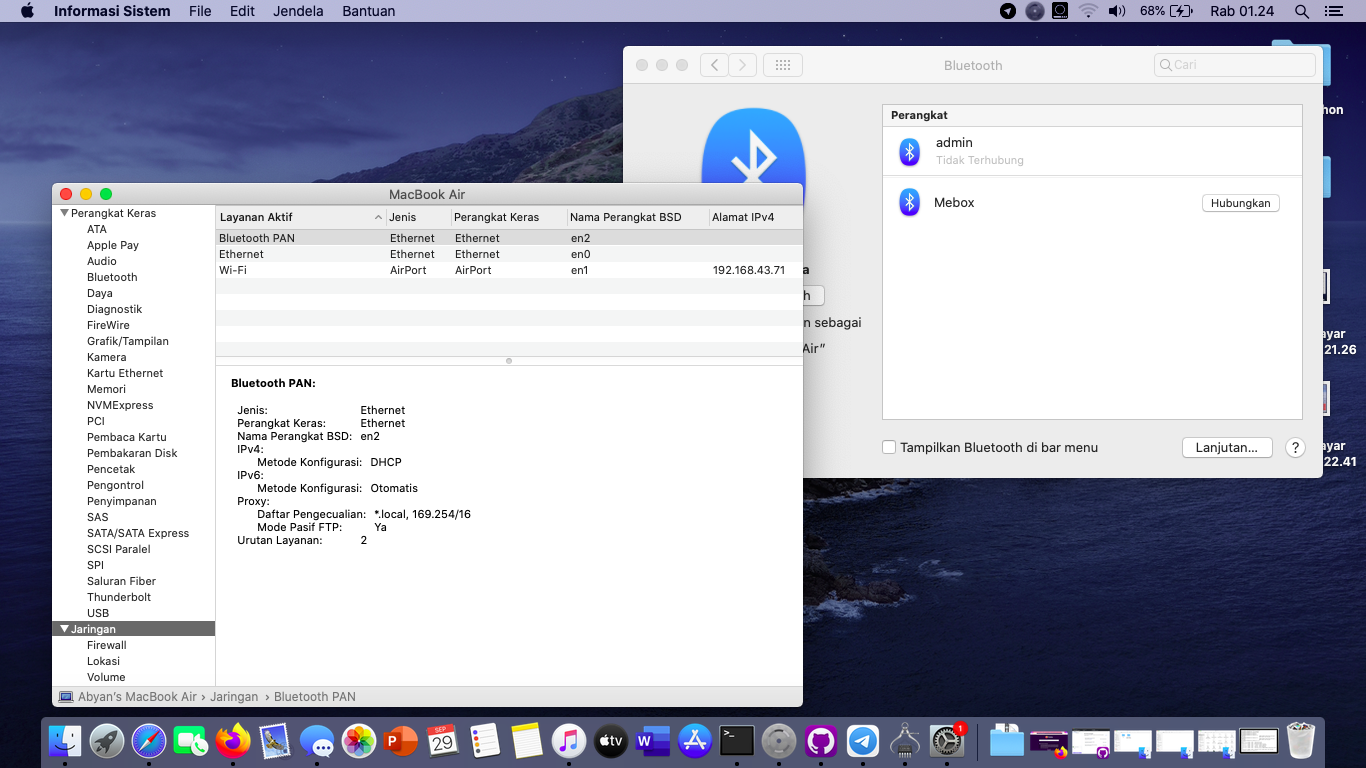 Informasi Sistem File Edit Jendela Bantuan 68% Rab 01.24
Bluetooth
Cari
Perangkat
admin
Tidak Terhubung
Mebox Hubungkan
a
h
n sebagai
Air”
Tampilkan Bluetooth di bar menu Lanjutan... ?
hon
ayar
21.26
ayar
22.41
MacBook Air
Perangkat Keras
ATA
Apple Pay
Audio
Bluetooth
Daya
Diagnostik
FireWire
Grafik/Tampilan
Kamera
Kartu Ethernet
Memori
NVMExpress
PCI
Pembaca Kartu
Pembakaran Disk
Pencetak
Pengontrol
Penyimpanan
SAS
SATA/SATA Express
SCSI Paralel
SPI
Saluran Fiber
Thunderbolt
USB
Jaringan
Firewall
Lokasi
Volume
Layanan Aktif Jenis Perangkat Keras Nama Perangkat BSD Alamat IPv4
Bluetooth PAN Ethernet Ethernet en2
Ethernet Ethernet Ethernet en0
Wi-Fi AirPort AirPort en1 192.168.43.71
Bluetooth PAN:
Jenis: Ethernet
Perangkat Keras: Ethernet
Nama Perangkat BSD: en2
IPv4:
Metode Konfigurasi: DHCP
IPv6:
Metode Konfigurasi: Otomatis
Proxy:
Daftar Pengecualian: *.local, 169.254/16
Mode Pasif FTP: Ya
Urutan Layanan: 2
Abyan’s MacBook Air › Jaringan › Bluetooth PAN
P SEP 29 tv W >_ 1